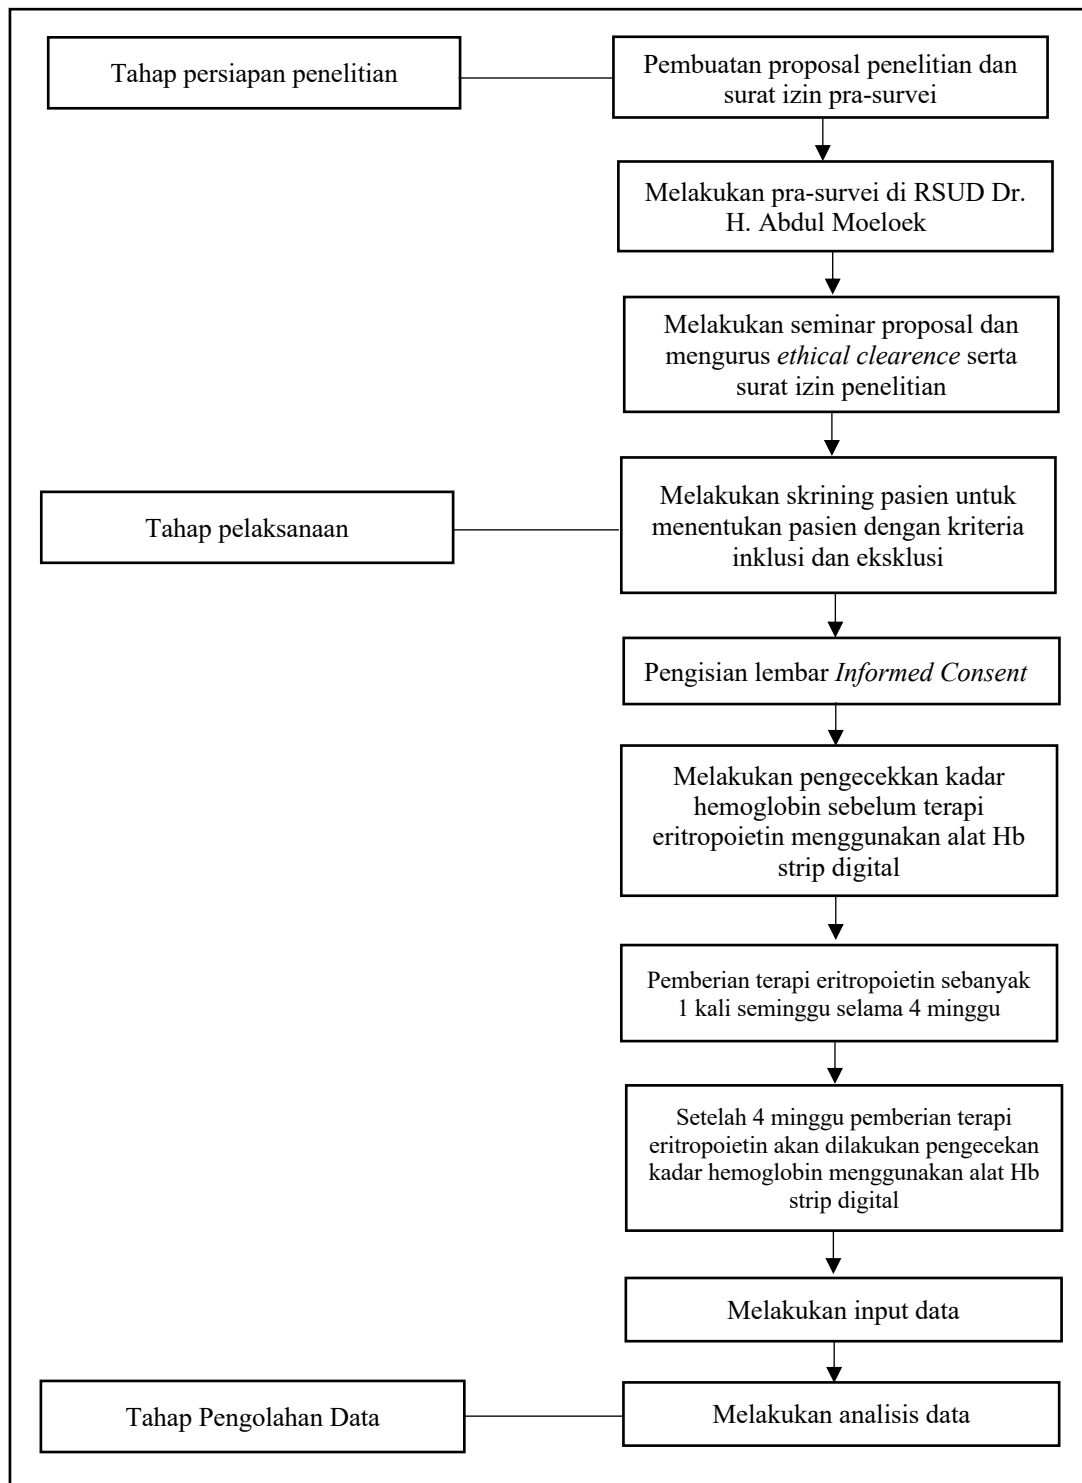 Tahap persiapan penelitian
Pembuatan proposal penelitian dan
surat izin pra-survei
Melakukan pra-survei di RSUD Dr.
H. Abdul Moeloek
Melakukan seminar proposal dan
mengurus ethical clearence serta
surat izin penelitian
Tahap pelaksanaan
Melakukan skrining pasien untuk
menentukan pasien dengan kriteria
inklusi dan eksklusi
Pengisian lembar Informed Consent
Melakukan pengecekkan kadar
hemoglobin sebelum terapi
eritropoietin menggunakan alat Hb
strip digital
Pemberian terapi eritropoietin sebanyak
1 kali seminggu selama 4 minggu
Setelah 4 minggu pemberian terapi
eritropoietin akan dilakukan pengecekan
kadar hemoglobin menggunakan alat Hb
strip digital
Melakukan input data
Tahap Pengolahan Data
Melakukan analisis data